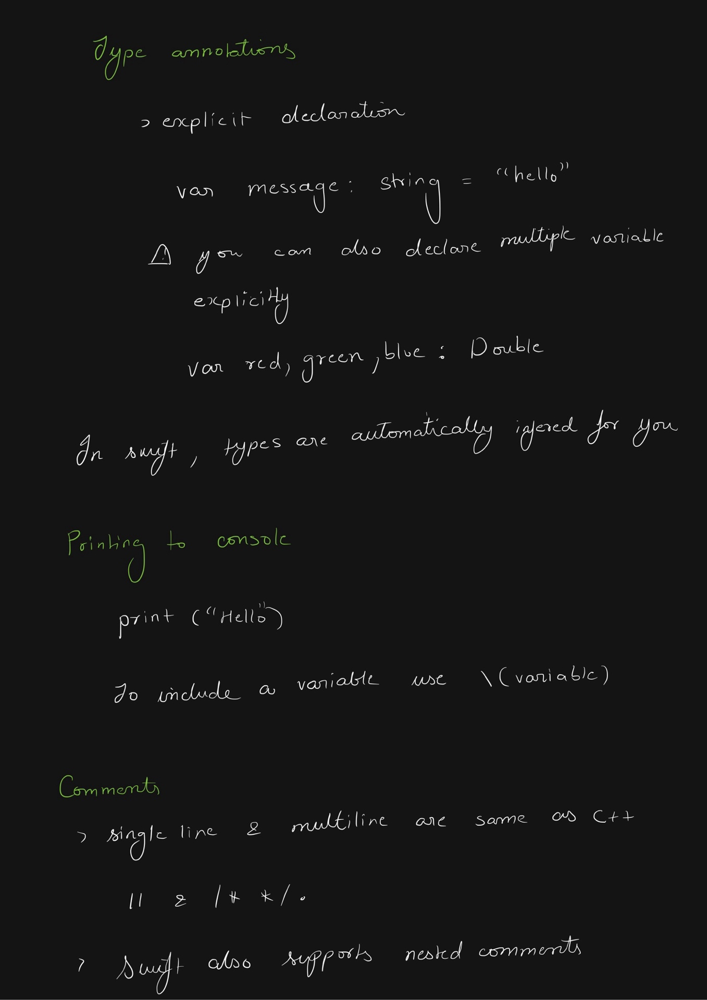 Type annotations
> explicit declaration
var message: string = "hello"
⚠ you can also declare multiple variable
explicitly
var red, green, blue : Double
In swift, types are automatically infered for you
Printing to console
print ("Hello")
To include a variable use \(variable)
Comments
> single line & multiline are same as C++
// & /* */.
> Swift also supports nested comments